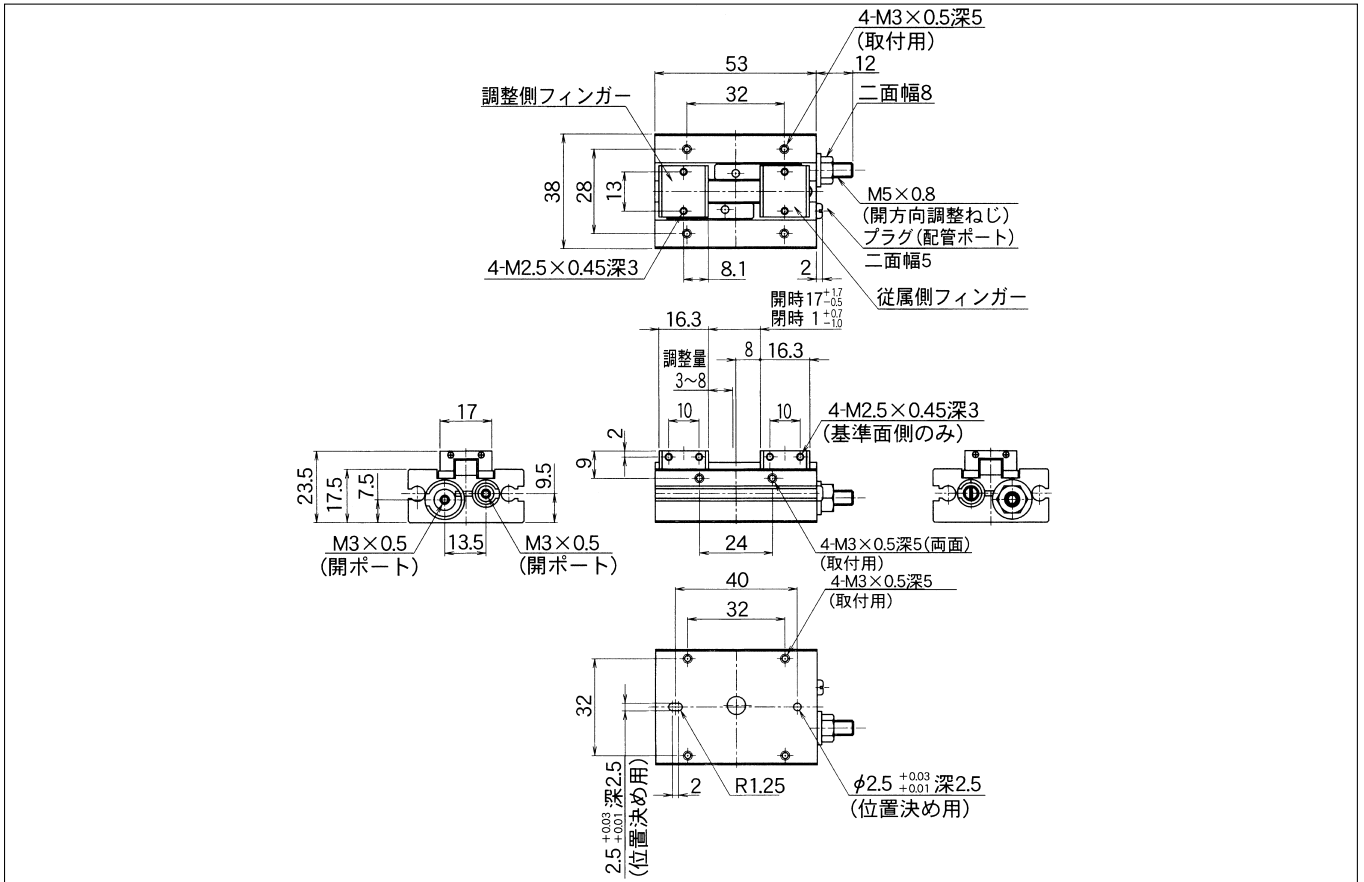 4-M3×0.5深5
(取付用)
53
12
調整側フィンガー
32
二面幅8
38
28
13
M5×0.8
(開方向調整ねじ)
プラグ(配管ポート)
二面幅5
4-M2.5×0.45深3
8.1
2
従属側フィンガー
開時17 +1.7 -0.5
閉時 1 +0.7 -1.0
16.3
8
16.3
調整量
3~8
17
10
10
4-M2.5×0.45深3
(基準面側のみ)
2
9
23.5
17.5
7.5
9.5
M3×0.5
(開ポート)
13.5
M3×0.5
(開ポート)
24
4-M3×0.5深5(両面)
(取付用)
40
4-M3×0.5深5
(取付用)
32
32
2.5 +0.03 +0.01 深2.5
(位置決め用)
2
R1.25
φ2.5 +0.03 +0.01 深2.5
(位置決め用)